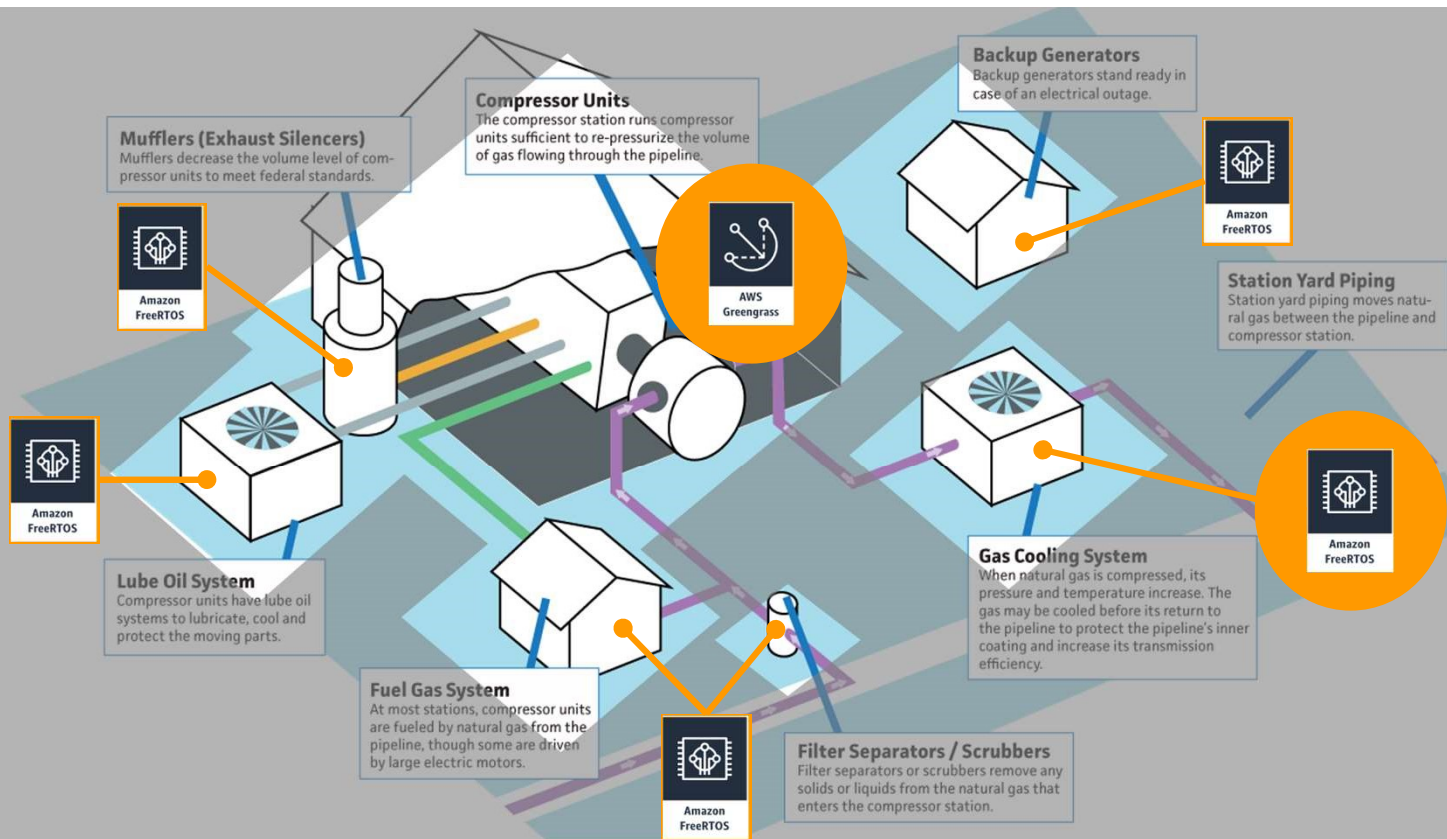 Backup Generators
Backup generators stand ready in
case of an electrical outage.
Compressor Units
The compressor station runs compressor
units sufficient to re-pressurize the volume
of gas flowing through the pipeline.
Mufflers (Exhaust Silencers)
Mufflers decrease the volume level of com-
pressor units to meet federal standards.
Amazon
FreeRTOS
Amazon
FreeRTOS
AWS
Greengrass
Station Yard Piping
Station yard piping moves natu-
ral gas between the pipeline and
compressor station.
Amazon
FreeRTOS
Amazon
FreeRTOS
Gas Cooling System
When natural gas is compressed, its
pressure and temperature increase. The
gas may be cooled before its return to
the pipeline to protect the pipeline's inner
coating and increase its transmission
efficiency.
Lube Oil System
Compressor units have lube oil
systems to lubricate, cool and
protect the moving parts.
Fuel Gas System
At most stations, compressor units
are fueled by natural gas from the
pipeline, though some are driven
by large electric motors.
Amazon
FreeRTOS
Filter Separators / Scrubbers
Filter separators or scrubbers remove any
solids or liquids from the natural gas that
enters the compressor station.